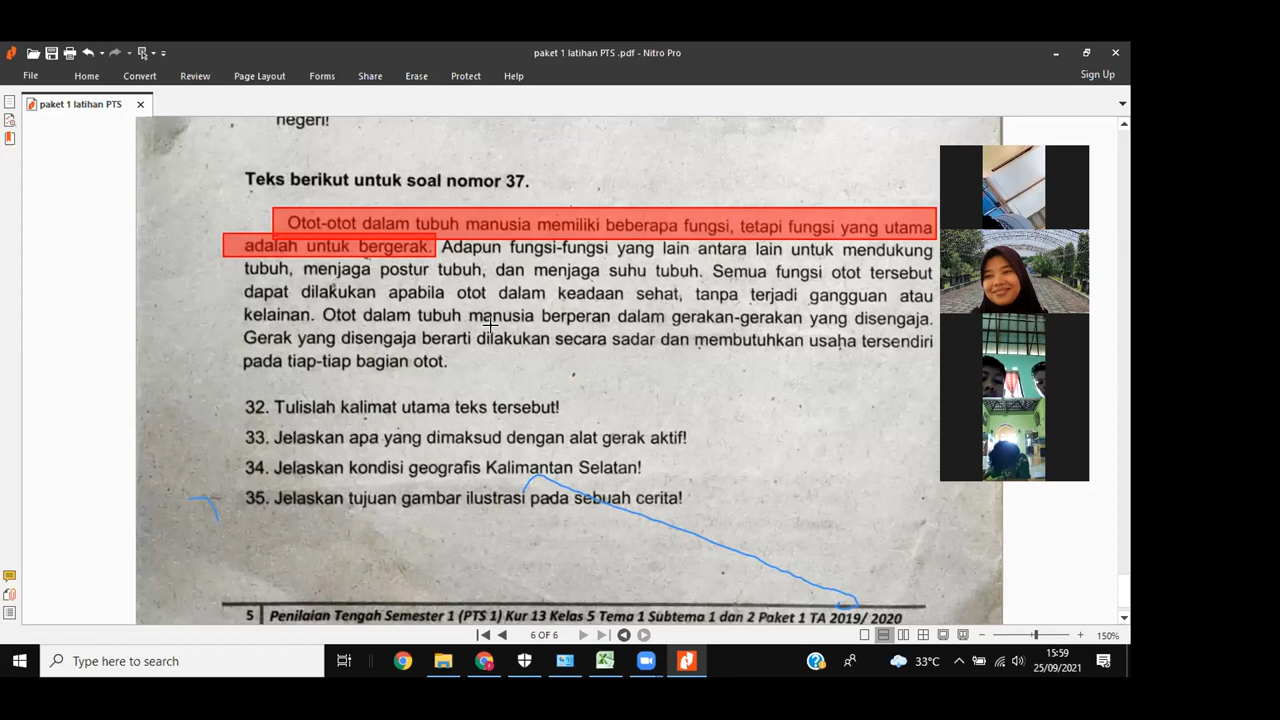 paket 1 latihan PTS .pdf - Nitro Pro
File Home Convert Review Page Layout Forms Share Erase Protect Help Sign Up
paket 1 latihan PTS
negeri!
Teks berikut untuk soal nomor 37.
Otot-otot dalam tubuh manusia memiliki beberapa fungsi, tetapi fungsi yang utama
adalah untuk bergerak. Adapun fungsi-fungsi yang lain antara lain untuk mendukung
tubuh, menjaga postur tubuh, dan menjaga suhu tubuh. Semua fungsi otot tersebut
dapat dilakukan apabila otot dalam keadaan sehat, tanpa terjadi gangguan atau
kelainan. Otot dalam tubuh manusia berperan dalam gerakan-gerakan yang disengaja.
Gerak yang disengaja berarti dilakukan secara sadar dan membutuhkan usaha tersendiri
pada tiap-tiap bagian otot.
32. Tulislah kalimat utama teks tersebut!
33. Jelaskan apa yang dimaksud dengan alat gerak aktif!
34. Jelaskan kondisi geografis Kalimantan Selatan!
35. Jelaskan tujuan gambar ilustrasi pada sebuah cerita!
5 Penilaian Tengah Semester 1 (PTS 1) Kur 13 Kelas 5 Tema 1 Subtema 1 dan 2 Paket 1 TA 2019/ 2020
6 OF 6
150%
Type here to search
33°C
15:59
25/09/2021